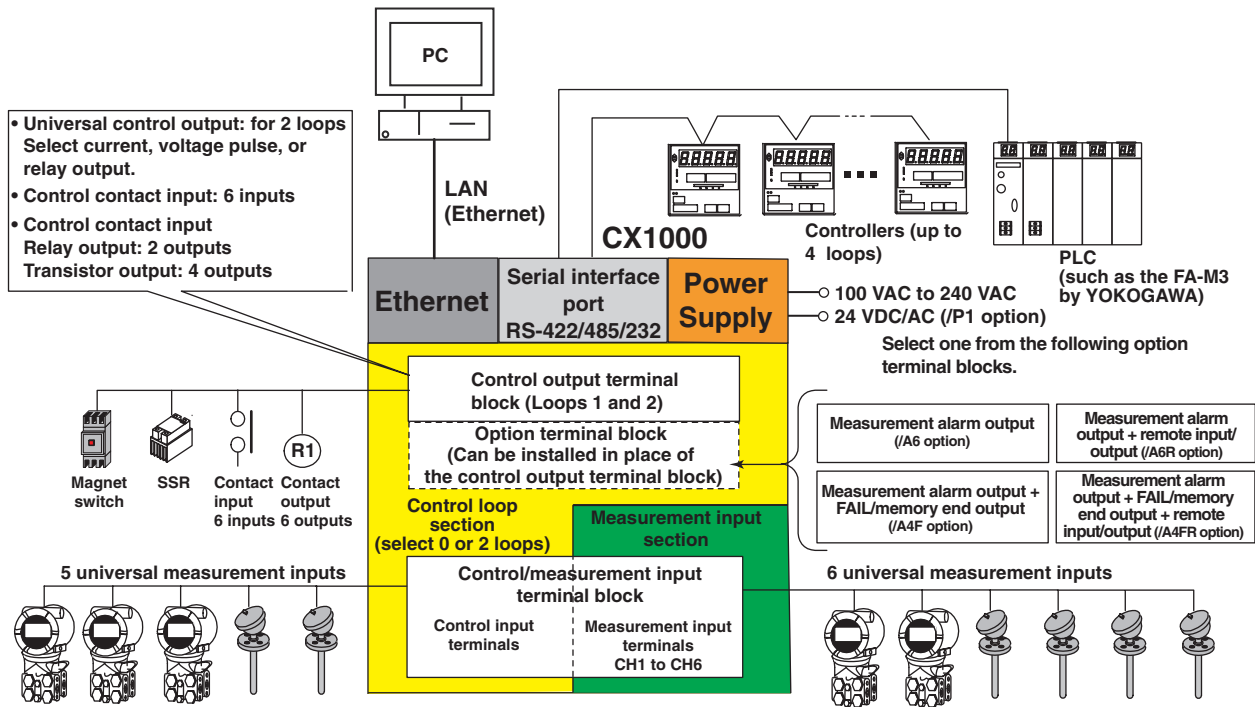 PC
• Universal control output: for 2 loops
Select current, voltage pulse, or
relay output.
• Control contact input: 6 inputs
• Control contact input
Relay output: 2 outputs
Transistor output: 4 outputs
LAN
(Ethernet)
CX1000
Controllers (up to
4 loops)
PLC
(such as the FA-M3
by YOKOGAWA)
Ethernet
Serial interface
port
RS-422/485/232
Power
Supply
100 VAC to 240 VAC
24 VDC/AC (/P1 option)
Select one from the following option
terminal blocks.
Control output terminal
block (Loops 1 and 2)
Option terminal block
(Can be installed in place of
the control output terminal block)
Measurement alarm output
(/A6 option)
Measurement alarm
output + remote input/
output (/A6R option)
Measurement alarm output +
FAIL/memory end output
(/A4F option)
Measurement alarm
output + FAIL/memory
end output + remote
input/output (/A4FR option)
R1
Magnet
switch
SSR
Contact
input
6 inputs
Contact
output
6 outputs
Control loop
section
(select 0 or 2 loops)
Measurement input
section
5 universal measurement inputs
Control/measurement input
terminal block
6 universal measurement inputs
Control input
terminals
Measurement input
terminals
CH1 to CH6